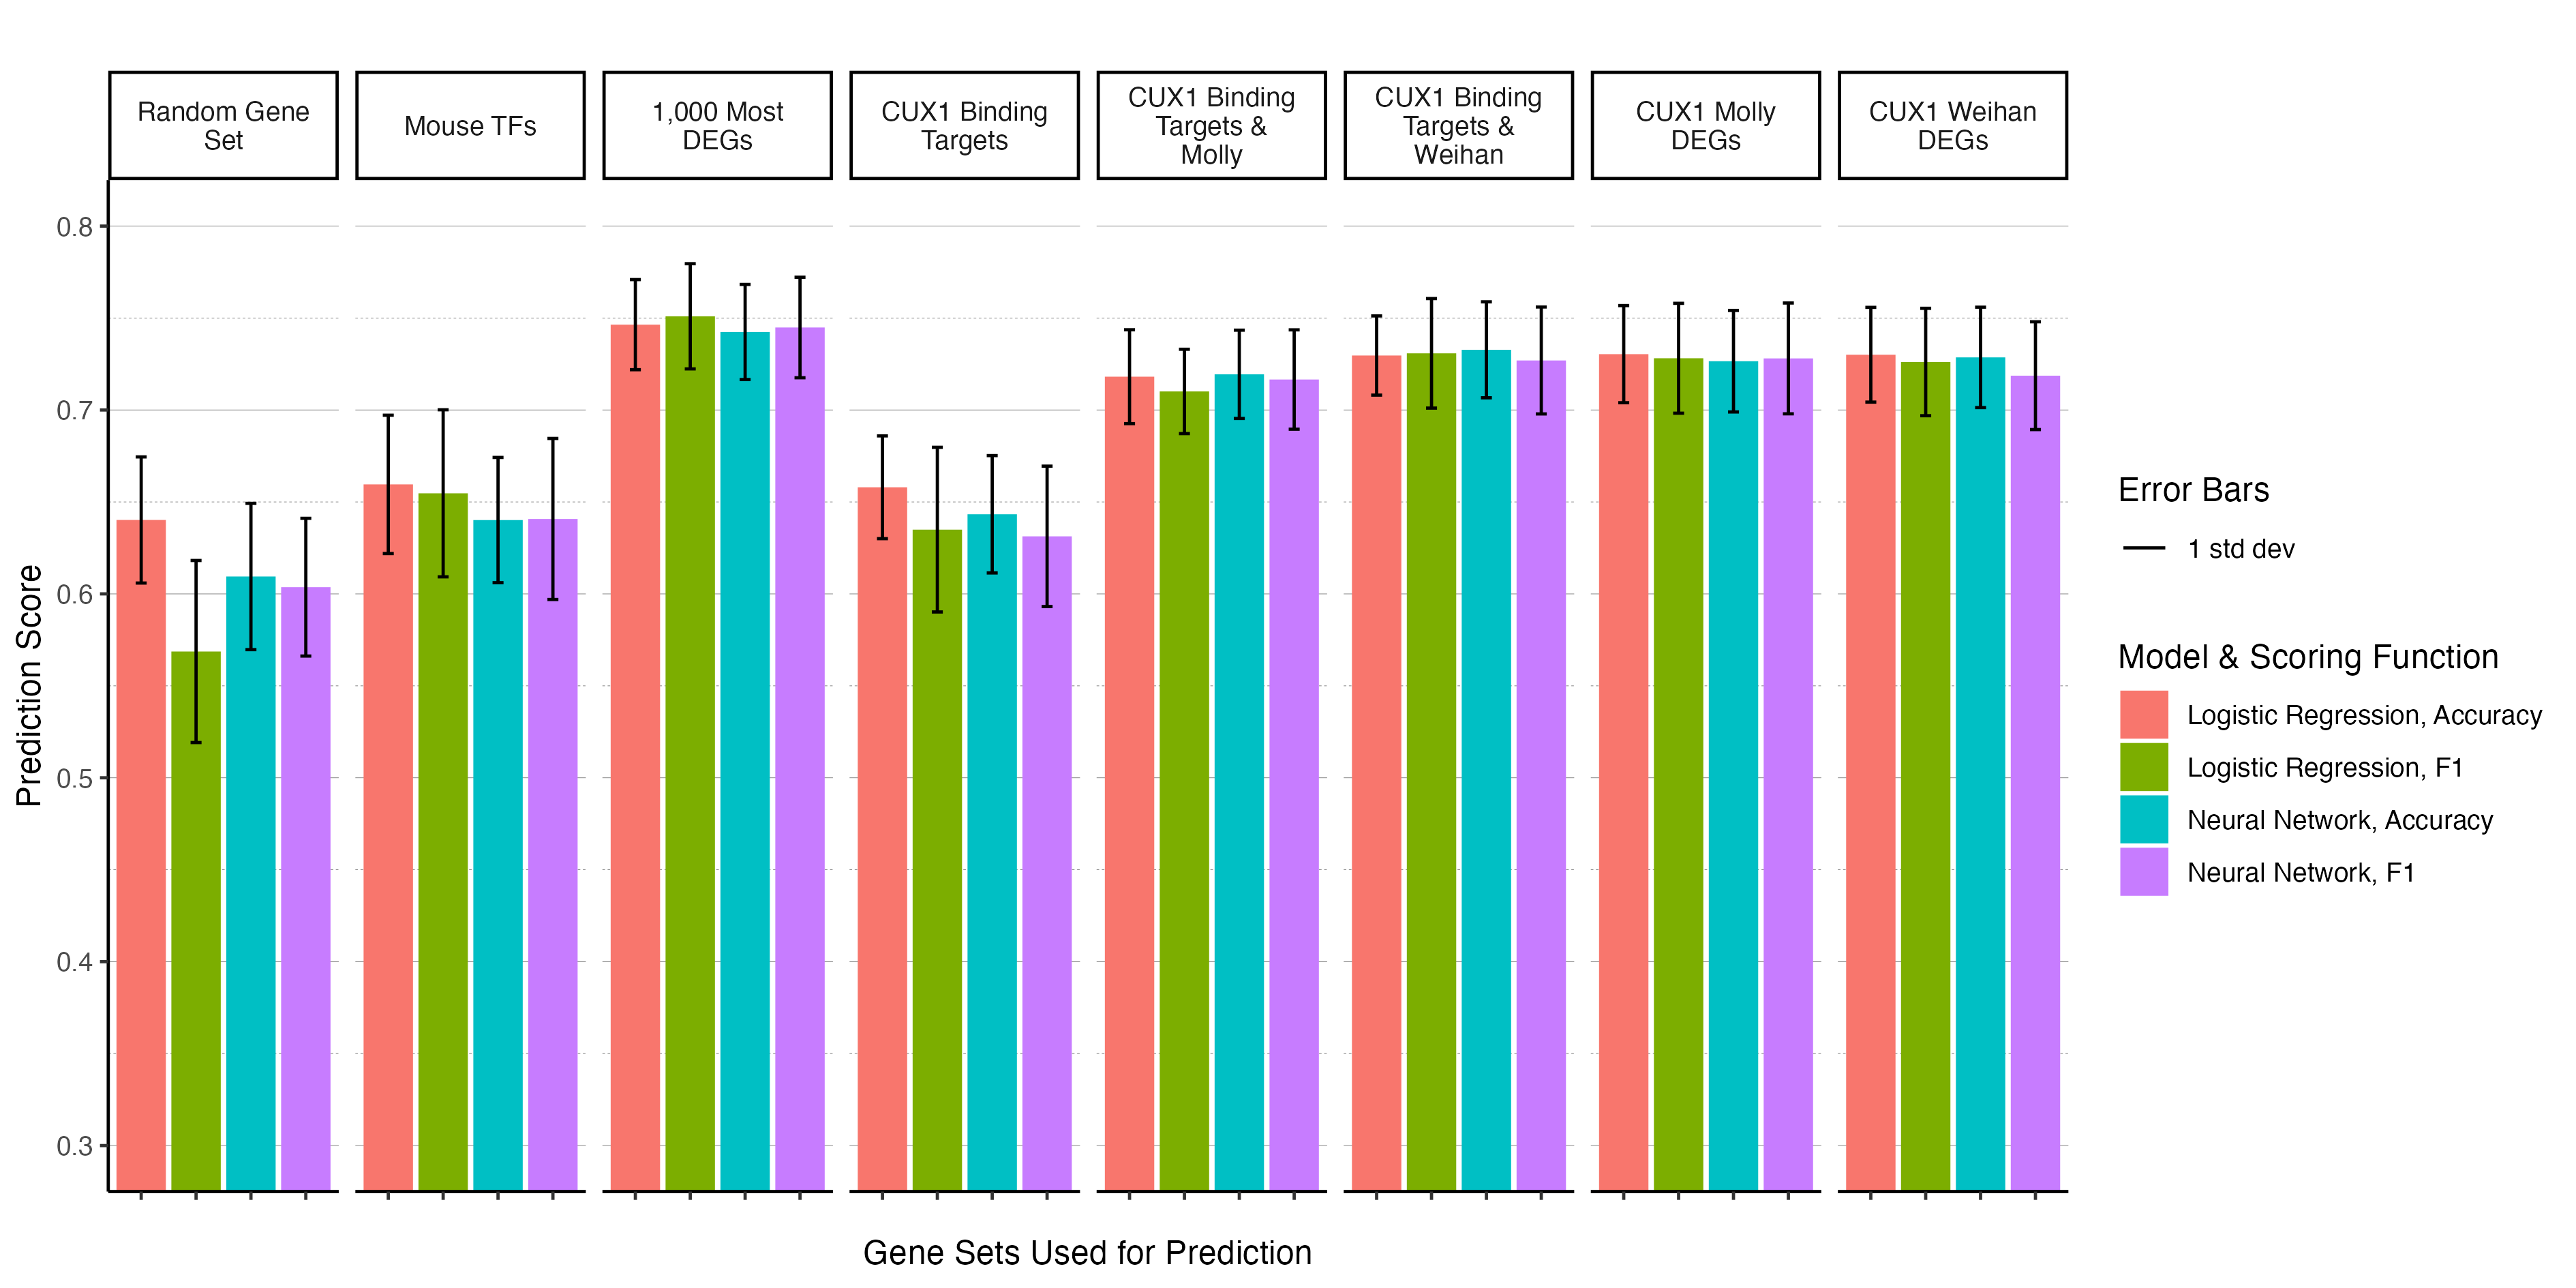 Random Gene
Set
Mouse TFs
1,000 Most
DEGs
CUX1 Binding
Targets
CUX1 Binding
Targets &
Molly
CUX1 Binding
Targets &
Weihan
CUX1 Molly
DEGs
CUX1 Weihan
DEGs
0.8
0.7
0.6
0.5
0.4
0.3
Prediction Score
Gene Sets Used for Prediction
Error Bars
1 std dev
Model & Scoring Function
Logistic Regression, Accuracy
Logistic Regression, F1
Neural Network, Accuracy
Neural Network, F1